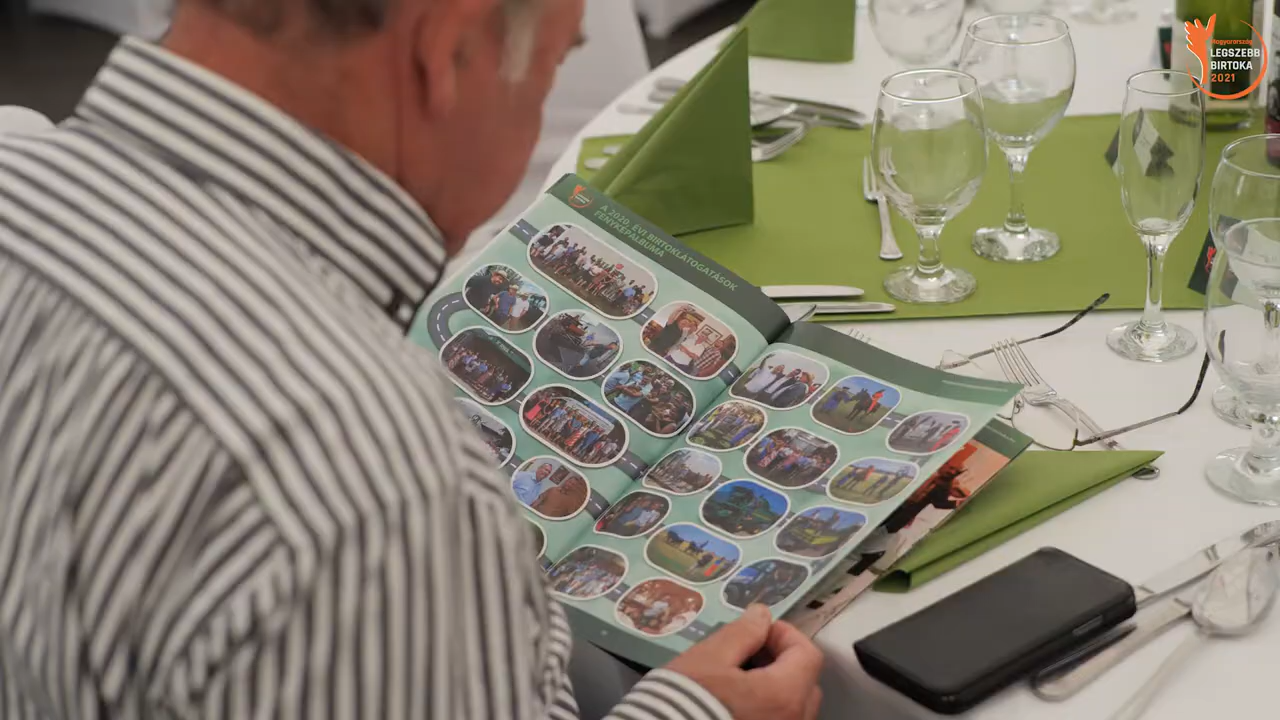 Magyarország
LEGSZEBB
BIRTOKA
2021
A 2020. ÉVI BIRTOKLÁTOGATÁSOK
FÉNYKÉPALBUMA